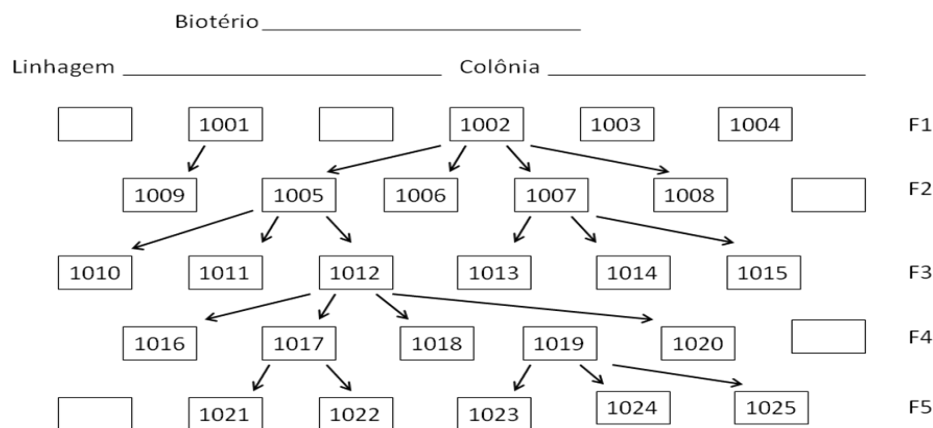 Biotério
Linhagem Colônia
1001 1002 1003 1004 F1
1009 1005 1006 1007 1008 F2
1010 1011 1012 1013 1014 1015 F3
1016 1017 1018 1019 1020 F4
1021 1022 1023 1024 1025 F5